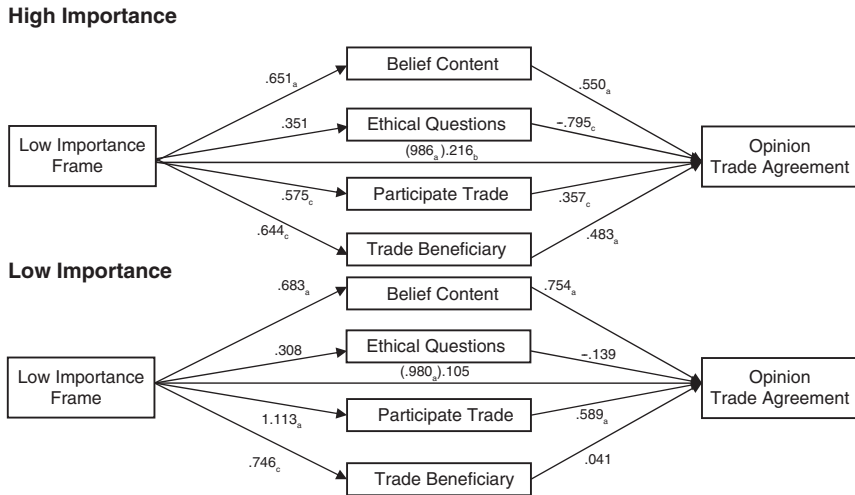 High Importance
Belief Content
.651a
.550a
Ethical Questions
.351
-.795c
Low Importance
Frame
(986a).216b
Opinion
Trade Agreement
Participate Trade
.575c
.357c
.644c
.483a
Trade Beneficiary
Low Importance
.683a
Belief Content
.754a
Ethical Questions
.308
-.139
Low Importance
Frame
(.980a).105
Opinion
Trade Agreement
Participate Trade
1.113a
.589a
.746c
.041
Trade Beneficiary